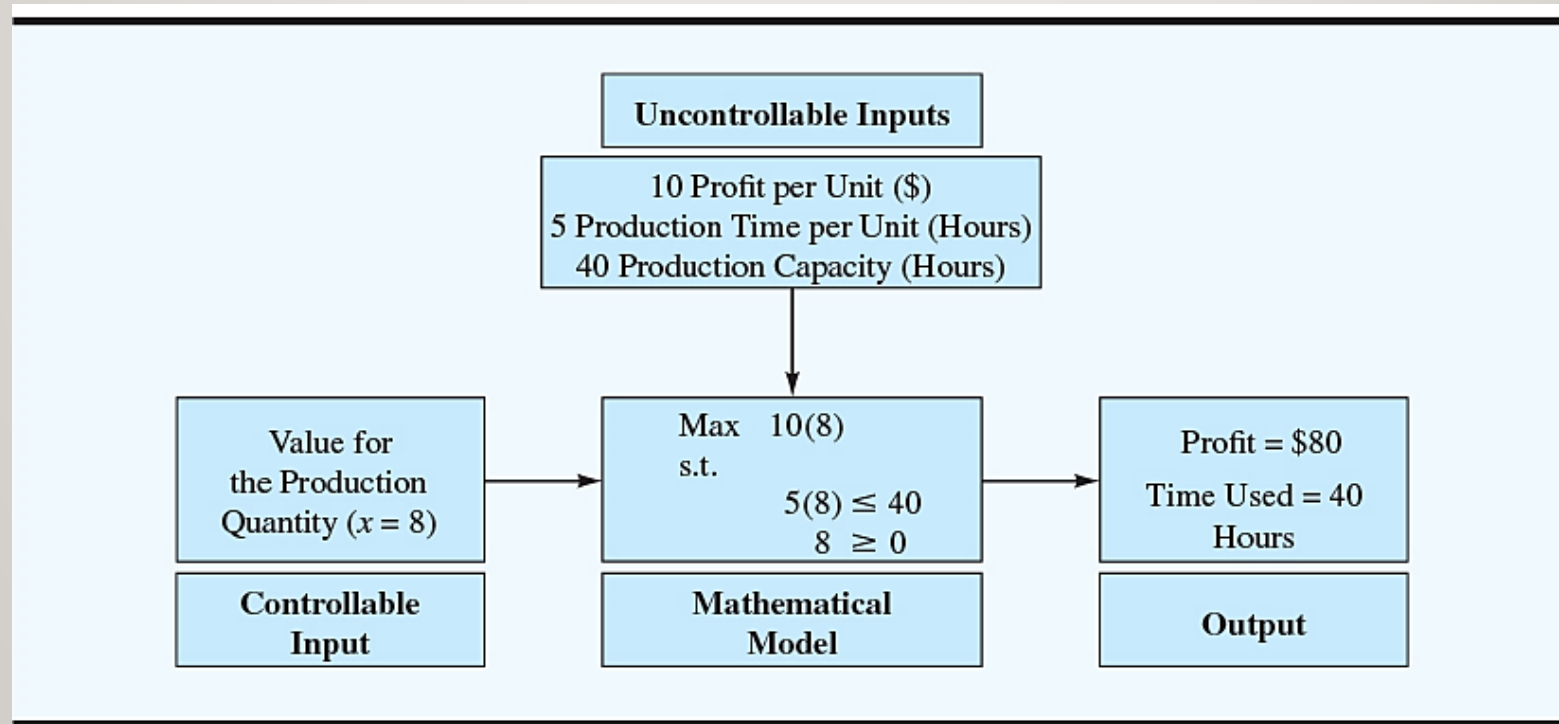 Uncontrollable Inputs
10 Profit per Unit ($)
5 Production Time per Unit (Hours)
40 Production Capacity (Hours)
Value for
the Production
Quantity (x = 8)
Controllable
Input
Max 10(8)
s.t.
5(8) ≤ 40
8 ≥ 0
Mathematical
Model
Profit = $80
Time Used = 40
Hours
Output